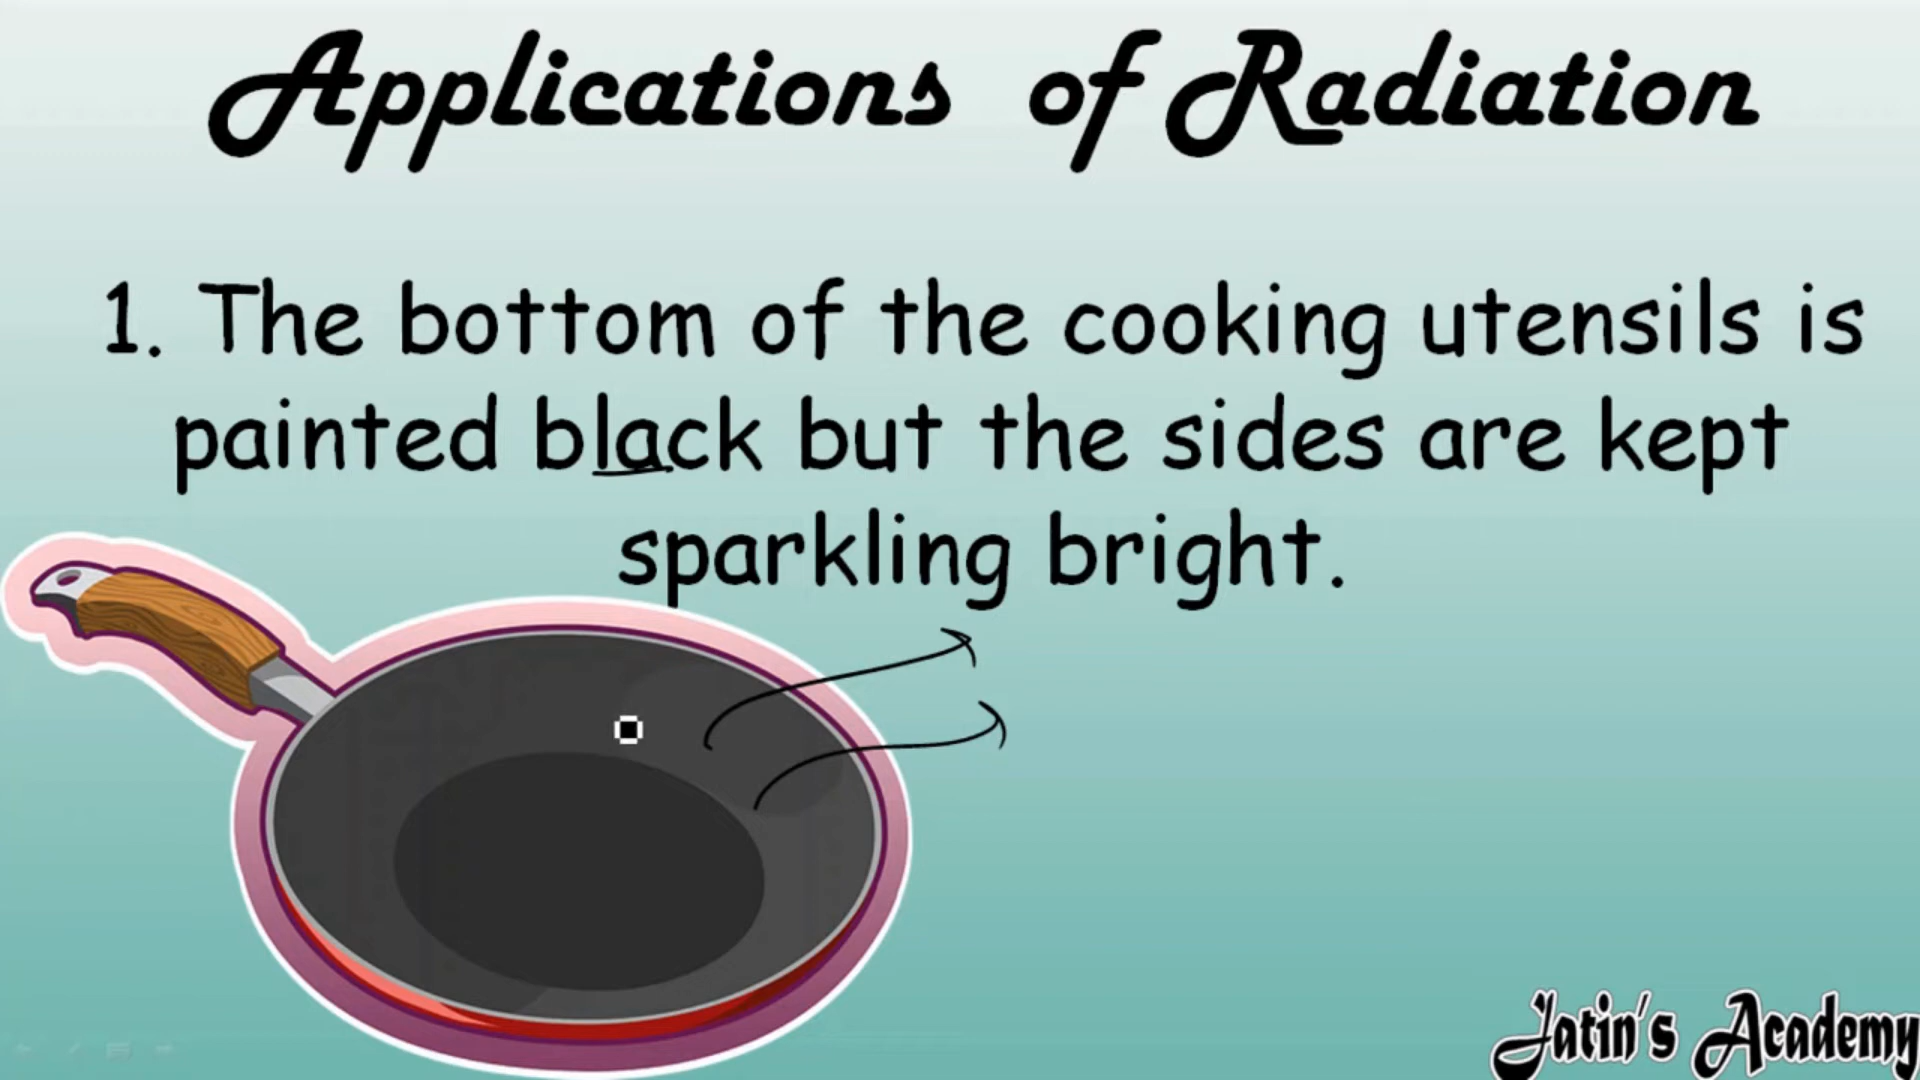 Applications of Radiation
1. The bottom of the cooking utensils is
painted black but the sides are kept
sparkling bright.
Jatin's Academy